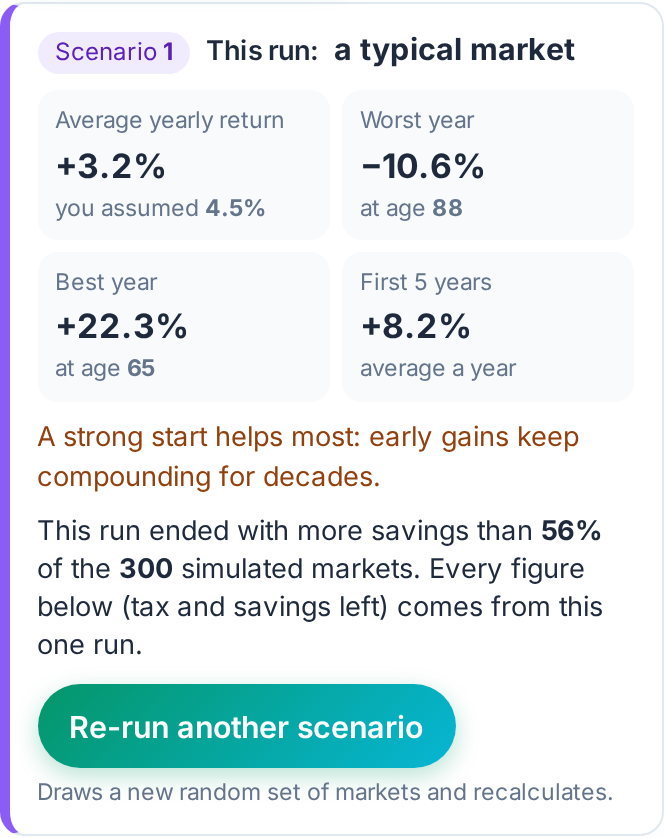 Scenario 1 This run: a typical market
Average yearly return
+3.2%
you assumed 4.5%
Worst year
−10.6%
at age 88
Best year
+22.3%
at age 65
First 5 years
+8.2%
average a year
A strong start helps most: early gains keep
compounding for decades.
This run ended with more savings than 56%
of the 300 simulated markets. Every figure
below (tax and savings left) comes from this
one run.
Re-run another scenario
Draws a new random set of markets and recalculates.